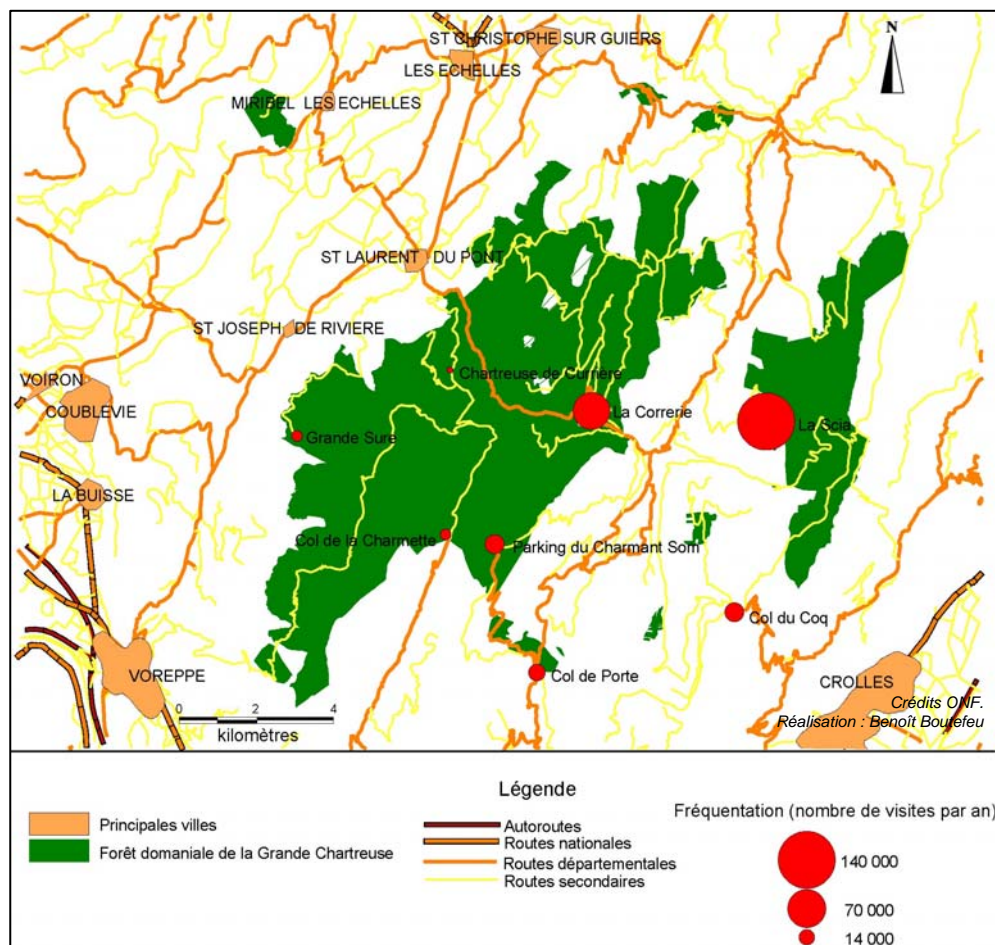 N
ST CHRISTOPHE SUR GUIERS
LES ECHELLES
MIRIBEL LES ECHELLES
ST LAURENT DU PONT
ST JOSEPH DE RIVIERE
Chartreuse de Currière
VOIRON
COUBLEVIE
La Correrie
La Scia
Grande Sure
LA BUISSE
Col de la Charmette
Parking du Charmant Som
Col du Coq
VOREPPE
Col de Porte
CROLLES
Crédits ONF.
Réalisation : Benoît Boutefeu
0 2 4
kilomètres
Légende
Principales villes
Forêt domaniale de la Grande Chartreuse
Autoroutes
Routes nationales
Routes départementales
Routes secondaires
Fréquentation (nombre de visites par an)
140 000
70 000
14 000